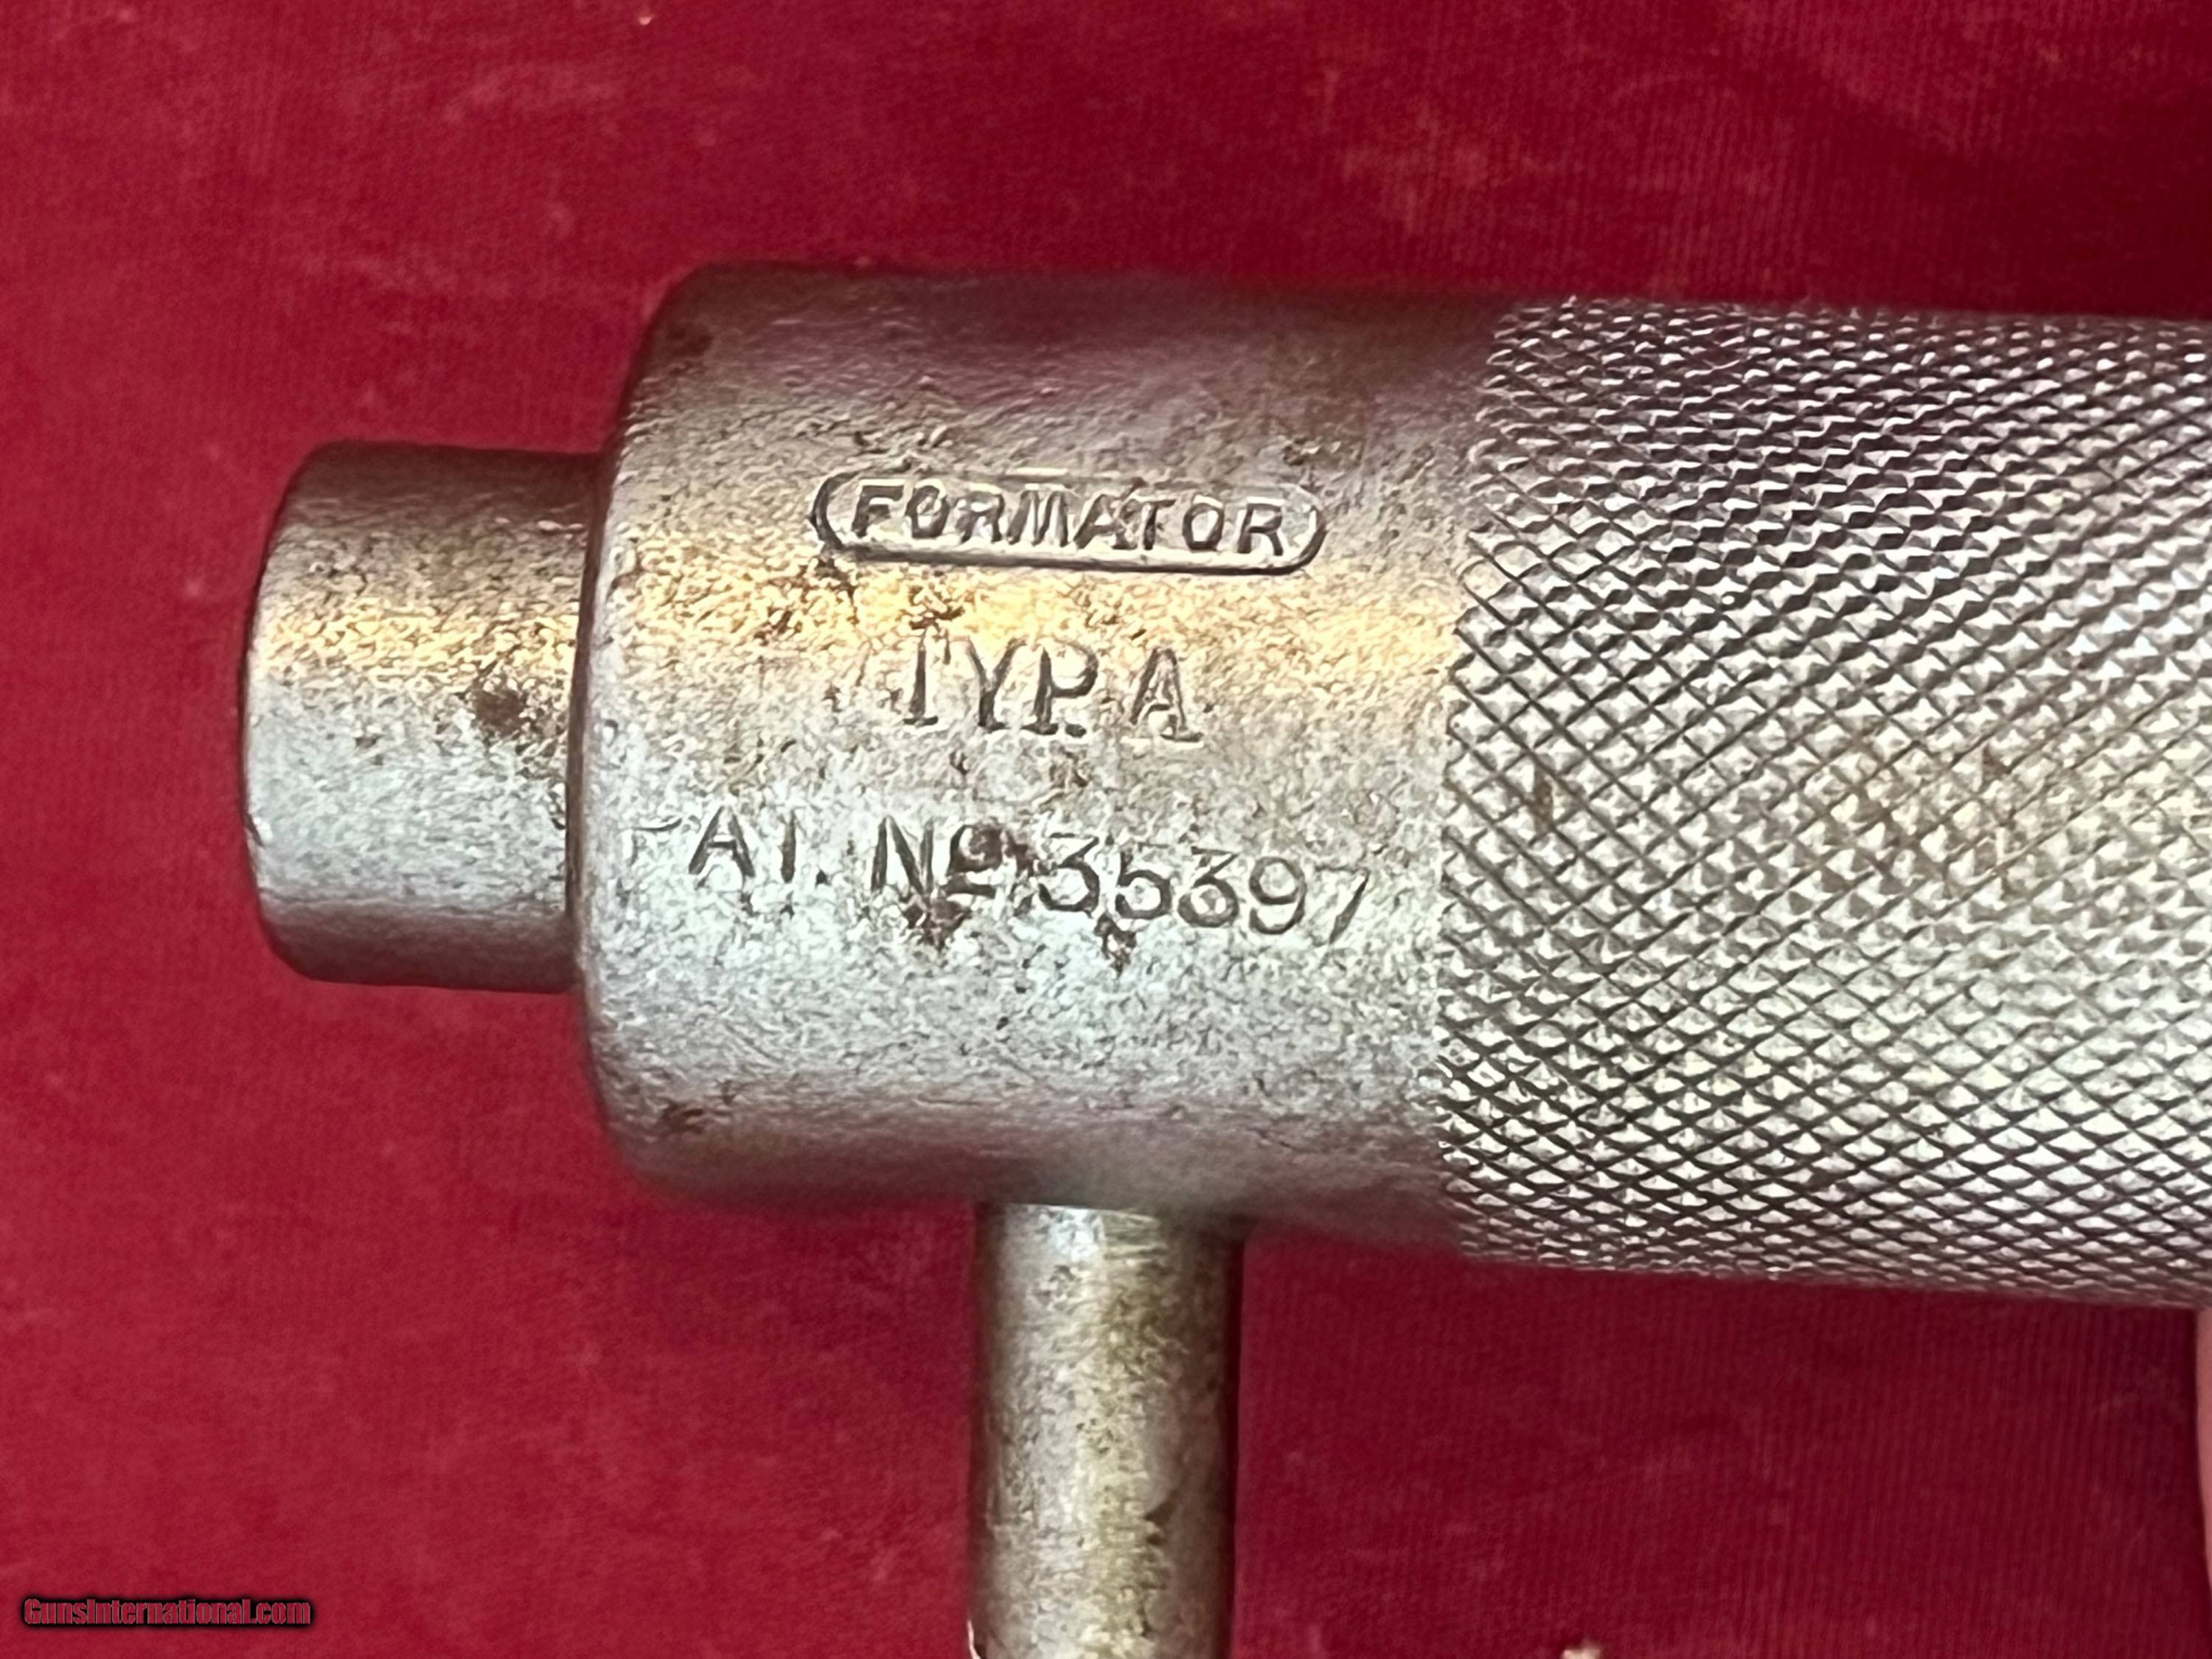 FORMATOR
TYP. A
PAT. No. 35397
GunsInternational.com